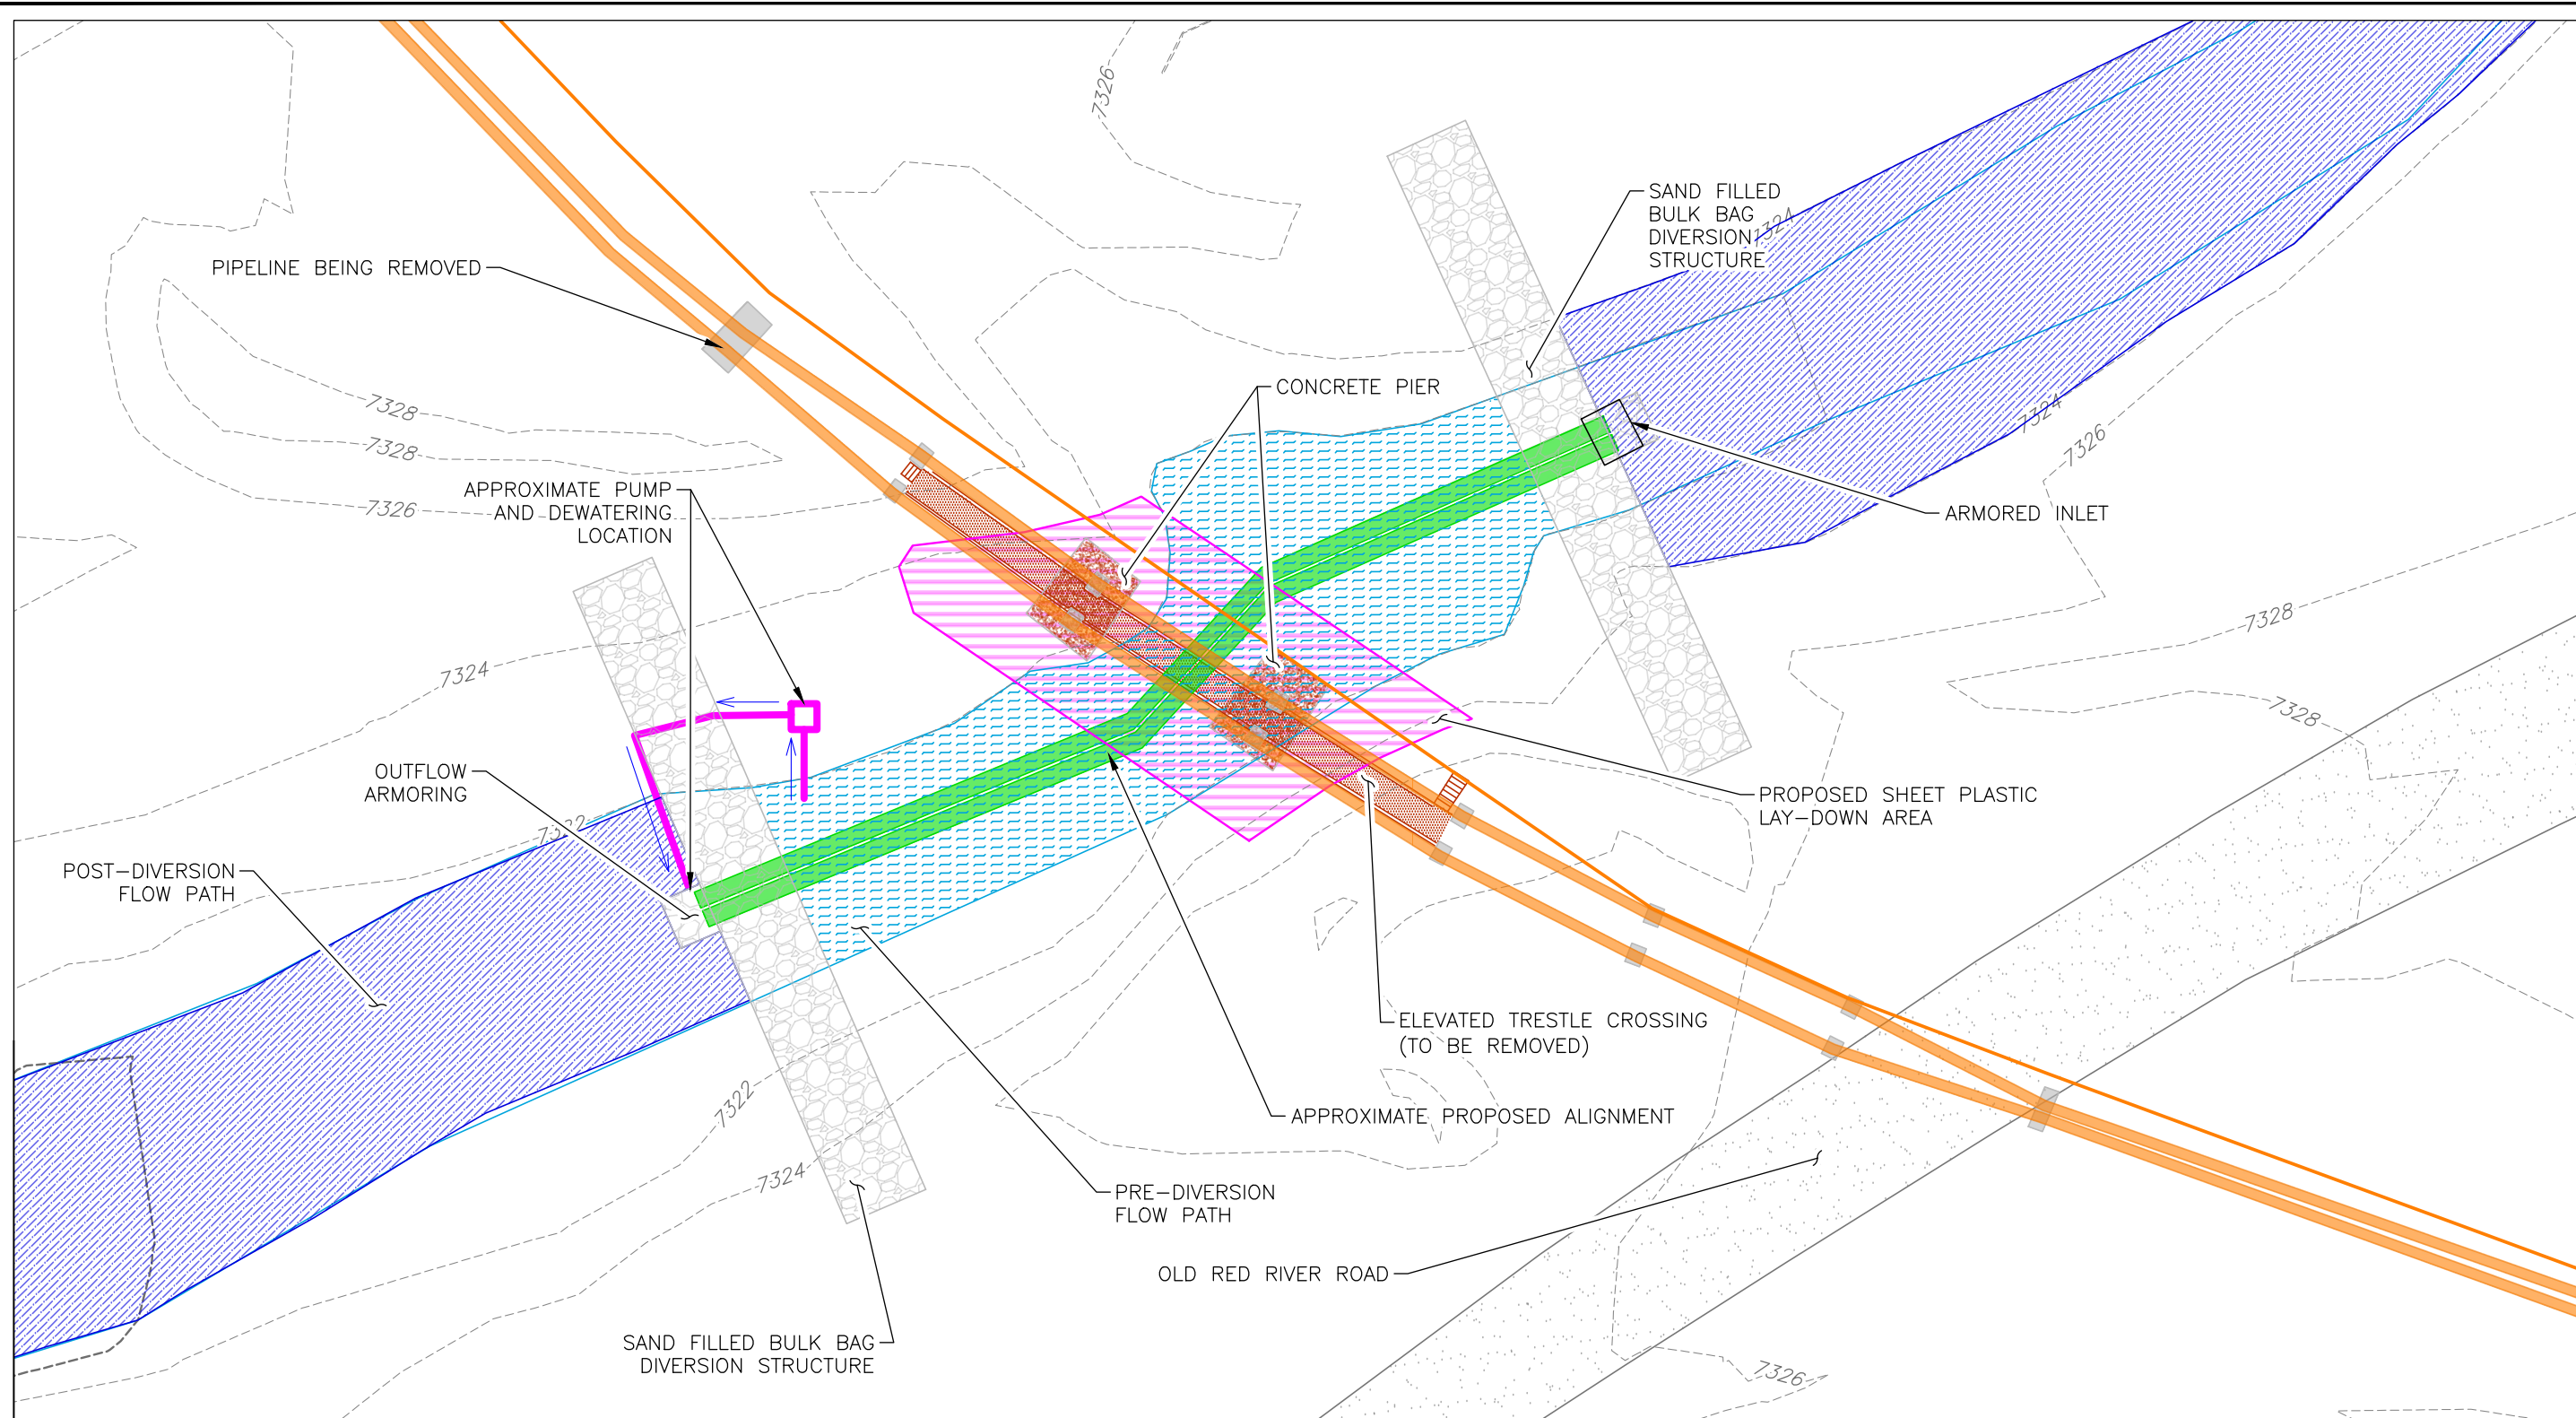 7326
SAND FILLED
BULK BAG
DIVERSION
STRUCTURE
7324
PIPELINE BEING REMOVED
CONCRETE PIER
7328
7328
7326
7324
7326
APPROXIMATE PUMP
AND DEWATERING
LOCATION
ARMORED INLET
7328
7328
7324
OUTFLOW
ARMORING
PROPOSED SHEET PLASTIC
LAY-DOWN AREA
7322
POST-DIVERSION
FLOW PATH
ELEVATED TRESTLE CROSSING
(TO BE REMOVED)
7322
APPROXIMATE PROPOSED ALIGNMENT
7324
PRE-DIVERSION
FLOW PATH
OLD RED RIVER ROAD
SAND FILLED BULK BAG
DIVERSION STRUCTURE
7326